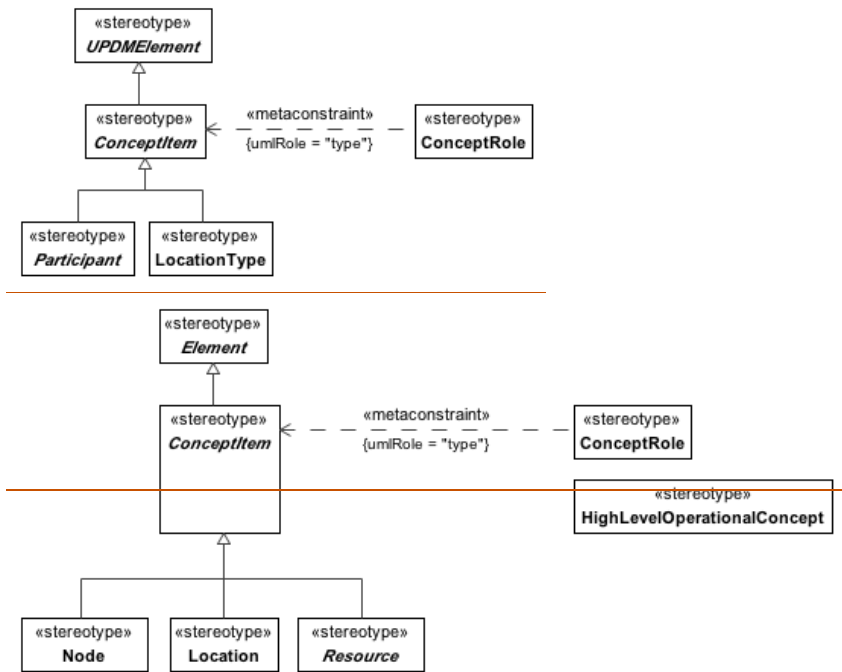 «stereotype»
UPDMElement
«stereotype»
ConceptItem
«metaconstraint»
{umlRole = "type"}
«stereotype»
ConceptRole
«stereotype»
Participant
«stereotype»
LocationType
«stereotype»
Element
«stereotype»
ConceptItem
«metaconstraint»
{umlRole = "type"}
«stereotype»
ConceptRole
«stereotype»
HighLevelOperationalConcept
«stereotype»
Node
«stereotype»
Location
«stereotype»
Resource